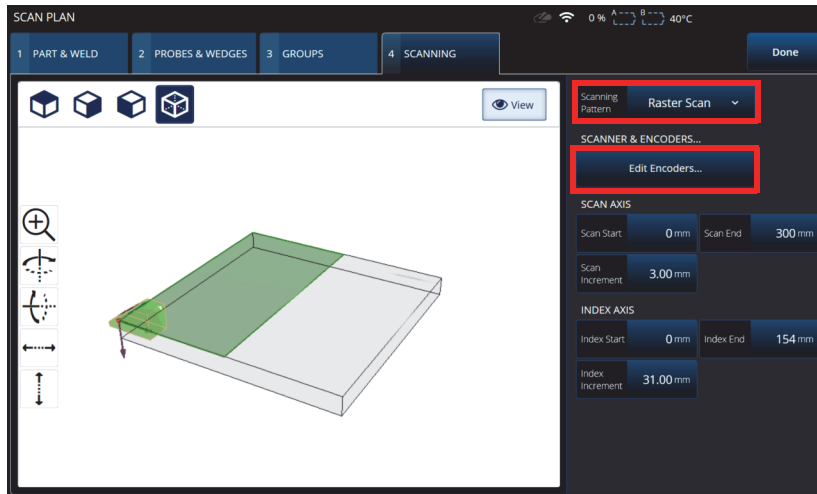 SCAN PLAN
0 % A B 40°C
1 PART & WELD 2 PROBES & WEDGES 3 GROUPS 4 SCANNING Done
View
Scanning Pattern Raster Scan
SCANNER & ENCODERS...
Edit Encoders...
SCAN AXIS
Scan Start 0 mm Scan End 300 mm
Scan Increment 3.00 mm
INDEX AXIS
Index Start 0 mm Index End 154 mm
Index Increment 31.00 mm